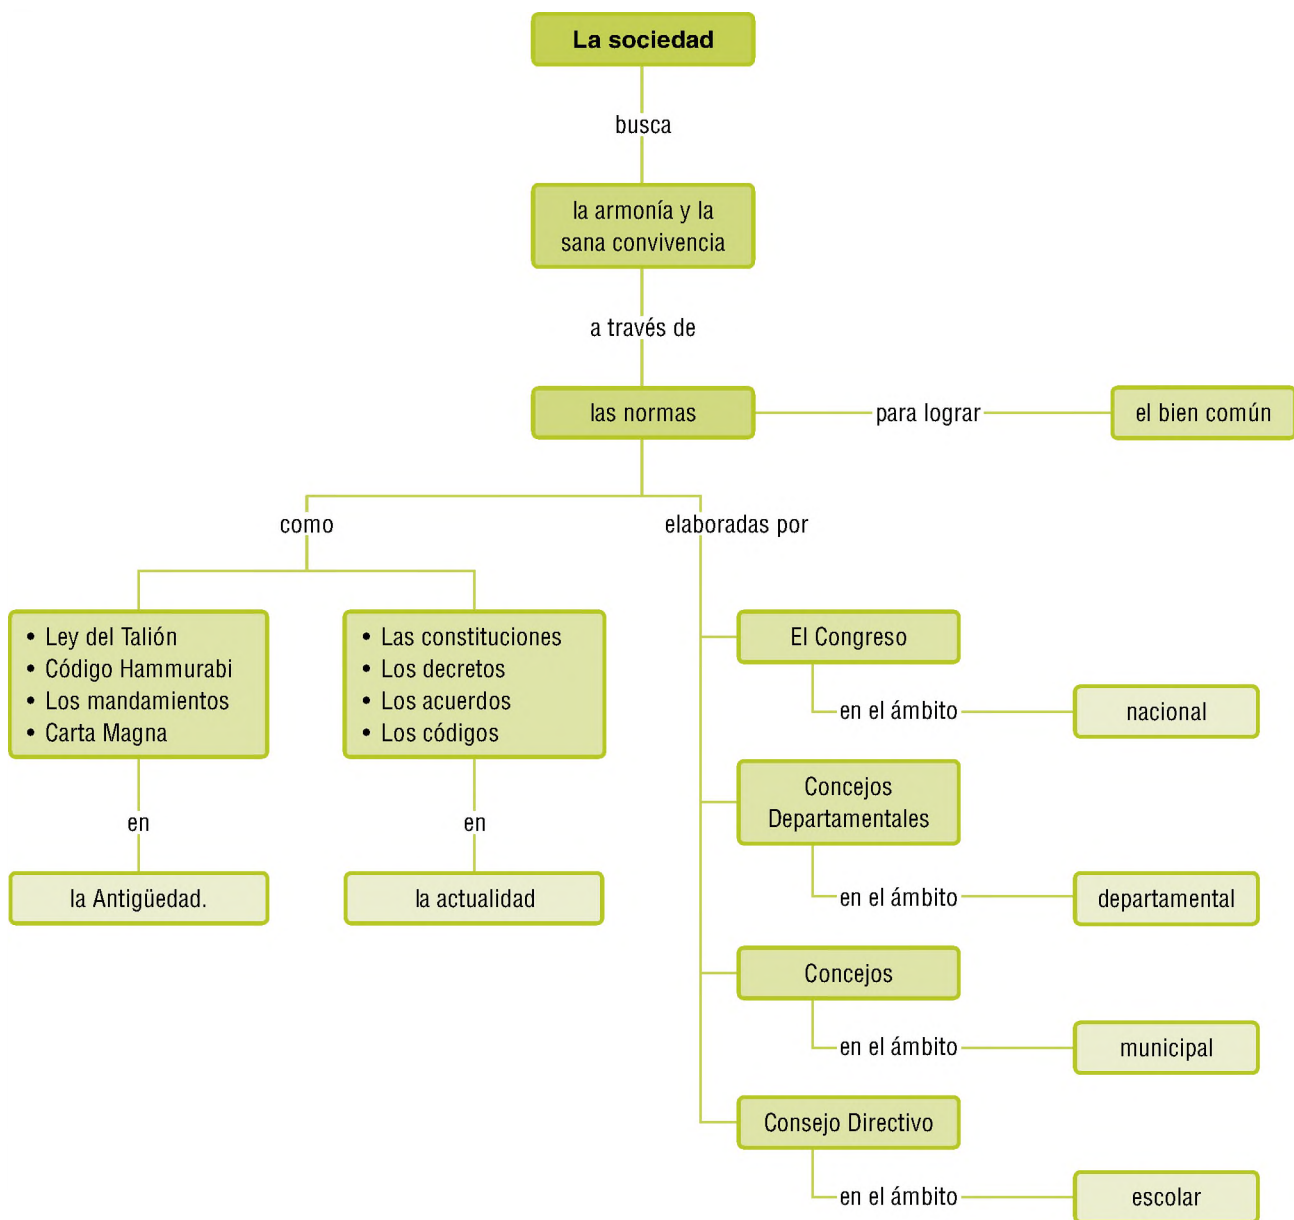 La sociedad
busca
la armonía y la
sana convivencia
a través de
las normas
para lograr
el bien común
como
elaboradas por
• Ley del Talión
• Código Hammurabi
• Los mandamientos
• Carta Magna
en
la Antigüedad.
• Las constituciones
• Los decretos
• Los acuerdos
• Los códigos
en
la actualidad
El Congreso
en el ámbito
nacional
Concejos
Departamentales
en el ámbito
departamental
Concejos
en el ámbito
municipal
Consejo Directivo
en el ámbito
escolar